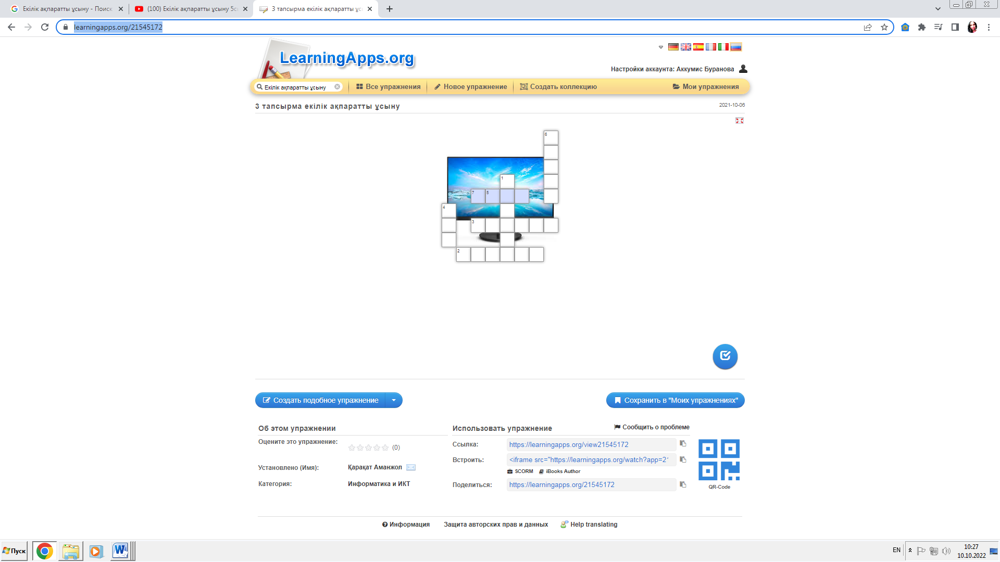 Екілік ақпаратты ұсыну - Поиск
(100) Екілік ақпаратты ұсыну 5с
3 тапсырма екілік ақпаратты ұс
learningapps.org/21545172
LearningApps.org
Настройки аккаунта: Аккумис Буранова
Екілік ақпаратты ұсыну
Все упражнения
Новое упражнение
Создать коллекцию
Мои упражнения
3 тапсырма екілік ақпаратты ұсыну
2021-10-06
6
1
7 5
4
3
2
Создать подобное упражнение
Сохранить в "Моих упражнениях"
Об этом упражнении
Оцените это упражнение:
(0)
Установлено (Имя): Қарақат Аманжол
Категория: Информатика и ИКТ
Использовать упражнение
Сообщить о проблеме
Ссылка: https://learningapps.org/view21545172
Встроить: <iframe src="https://learningapps.org/watch?app=2
SCORM iBooks Author
Поделиться: https://learningapps.org/21545172
QR-Code
Информация
Защита авторских прав и данных
Help translating
Пуск
EN
10:27
10.10.2022